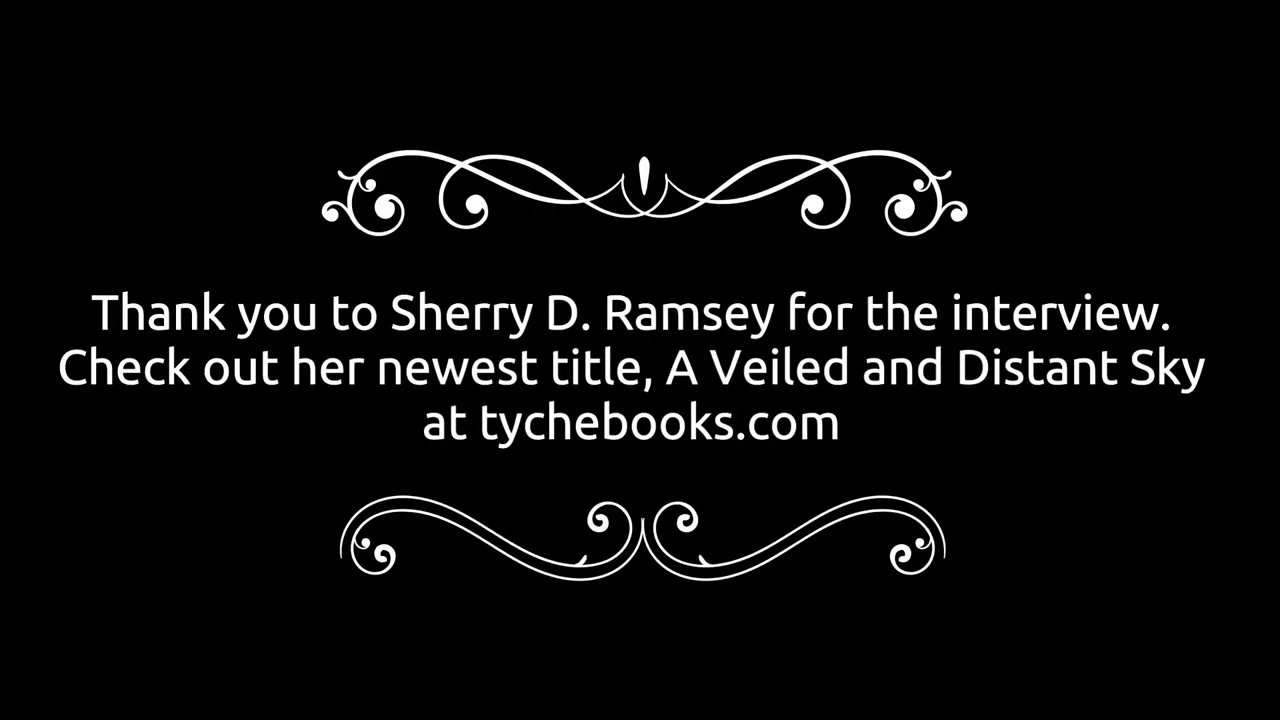 Thank you to Sherry D. Ramsey for the interview.
Check out her newest title, A Veiled and Distant Sky
at tychebooks.com